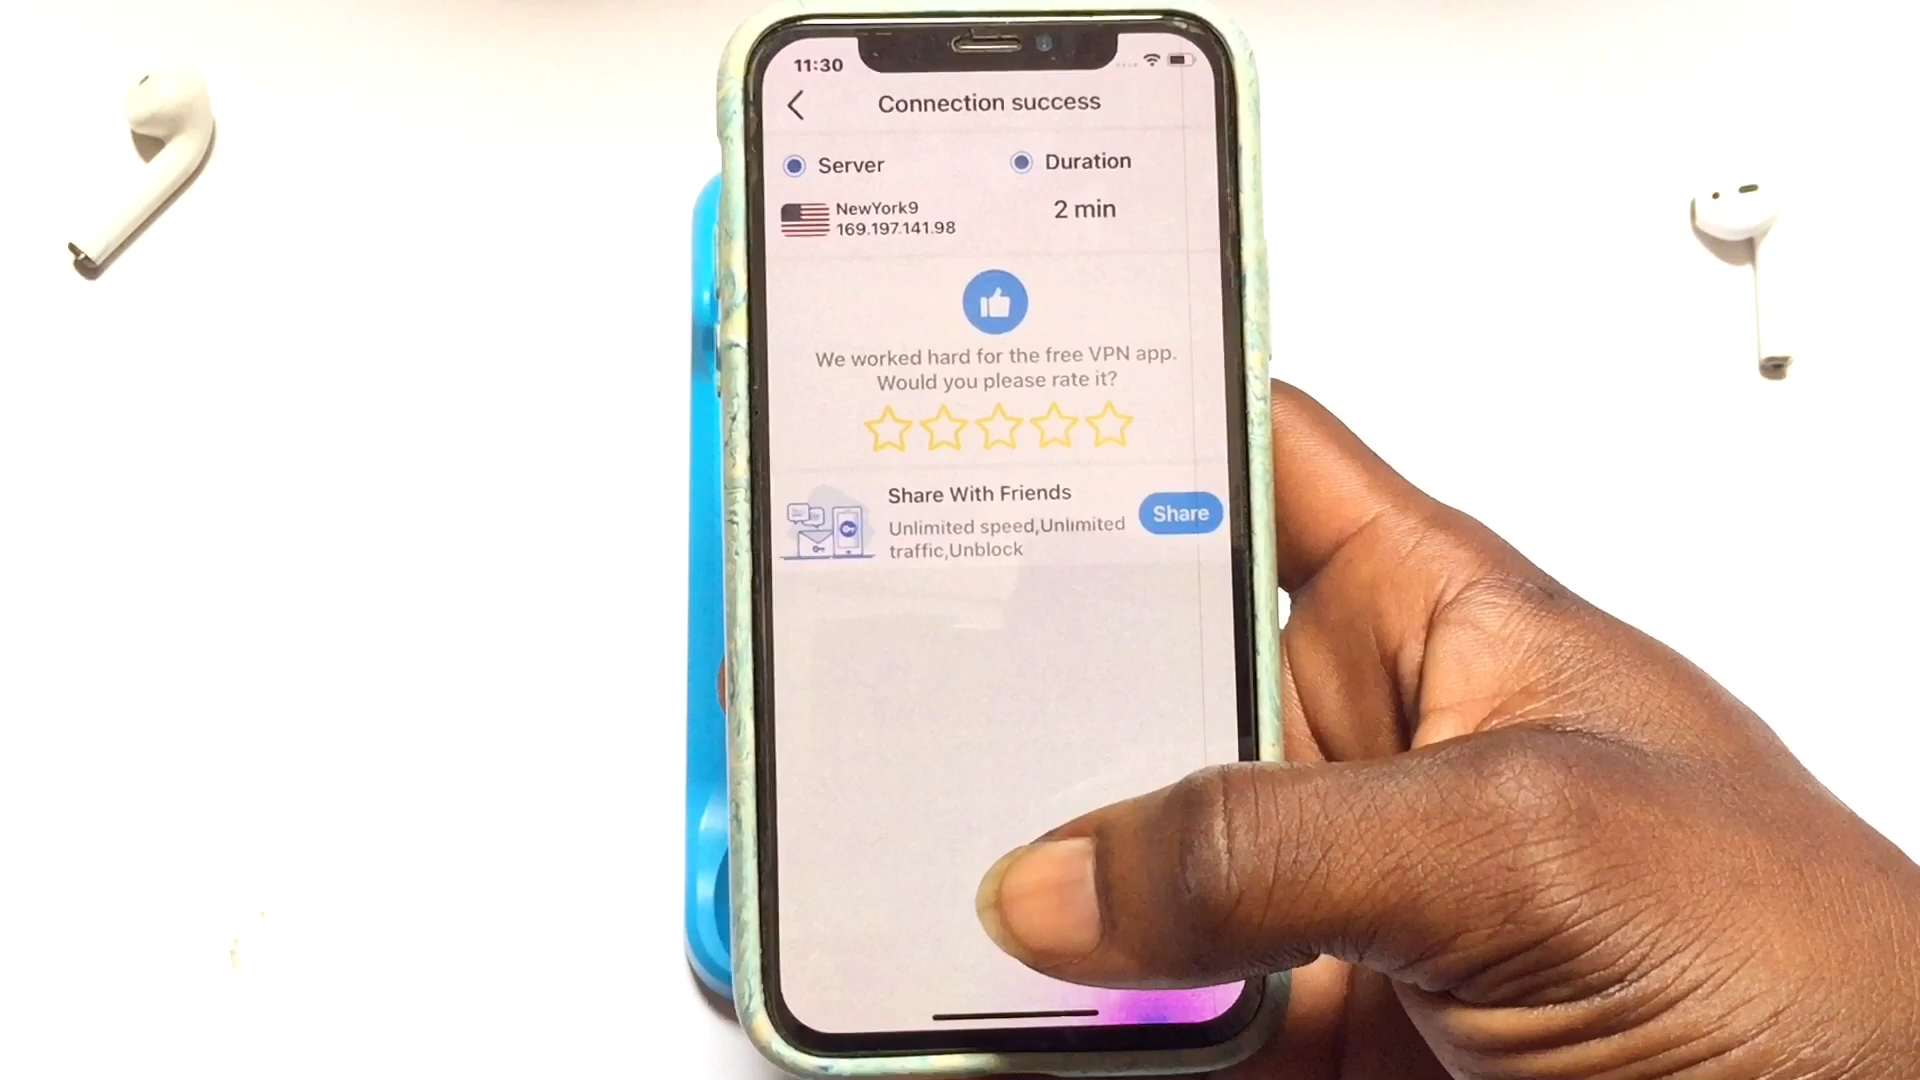 11:30
Connection success
Server
Duration
NewYork9
169.197.141.98
2 min
We worked hard for the free VPN app.
Would you please rate it?
Share With Friends
Unlimited speed,Unlimited
traffic,Unblock
Share